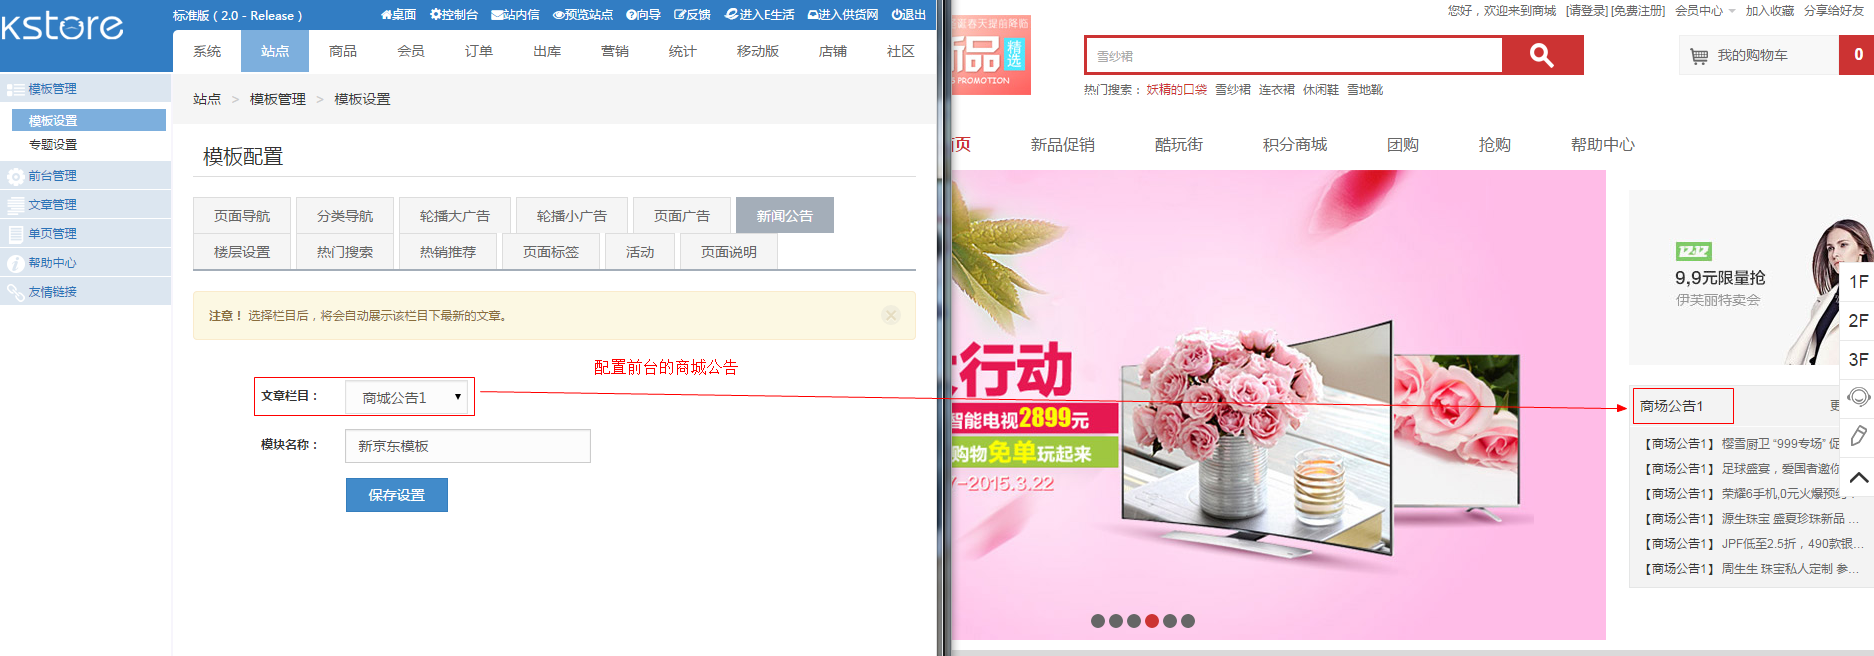 kstore
标准版（2.0 - Release ）
桌面 控制台 站内信 预览站点 向导 反馈 进入E生活 进入供货网 退出
系统 站点 商品 会员 订单 出库 营销 统计 移动版 店铺 社区
模板管理
模板设置
专题设置
前台管理
文章管理
单页管理
帮助中心
友情链接
站点 > 模板管理 > 模板设置
模板配置
页面导航 分类导航 轮播大广告 轮播小广告 页面广告 新闻公告
楼层设置 热门搜索 热销推荐 页面标签 活动 页面说明
注意！ 选择栏目后，将会自动展示该栏目下最新的文章。
配置前台的商城公告
文章栏目： 商城公告1
模块名称： 新京东模板
保存设置
您好，欢迎来到商城 [请登录] [免费注册] 会员中心 加入收藏 分享给好友
新品 精选
PROMOTION
雪纺裙
我的购物车 0
热门搜索： 妖精的口袋 雪纺裙 连衣裙 休闲鞋 雪地靴
首页 新品促销 酷玩街 积分商城 团购 抢购 帮助中心
行动
智能电视2899元
购物免单玩起来
-2015.3.22
12.12
9,9元限量抢
伊芙丽特卖会
1F
2F
3F
商场公告1 更
【商场公告1】 樱雪厨卫 “999专场” 促
【商场公告1】 足球盛宴，爱国者邀你
【商场公告1】 荣耀6手机,0元火爆预约
【商场公告1】 源生珠宝 盛夏珍珠新品 ...
【商场公告1】 JPF低至2.5折，490款银...
【商场公告1】 周生生 珠宝私人定制 参...